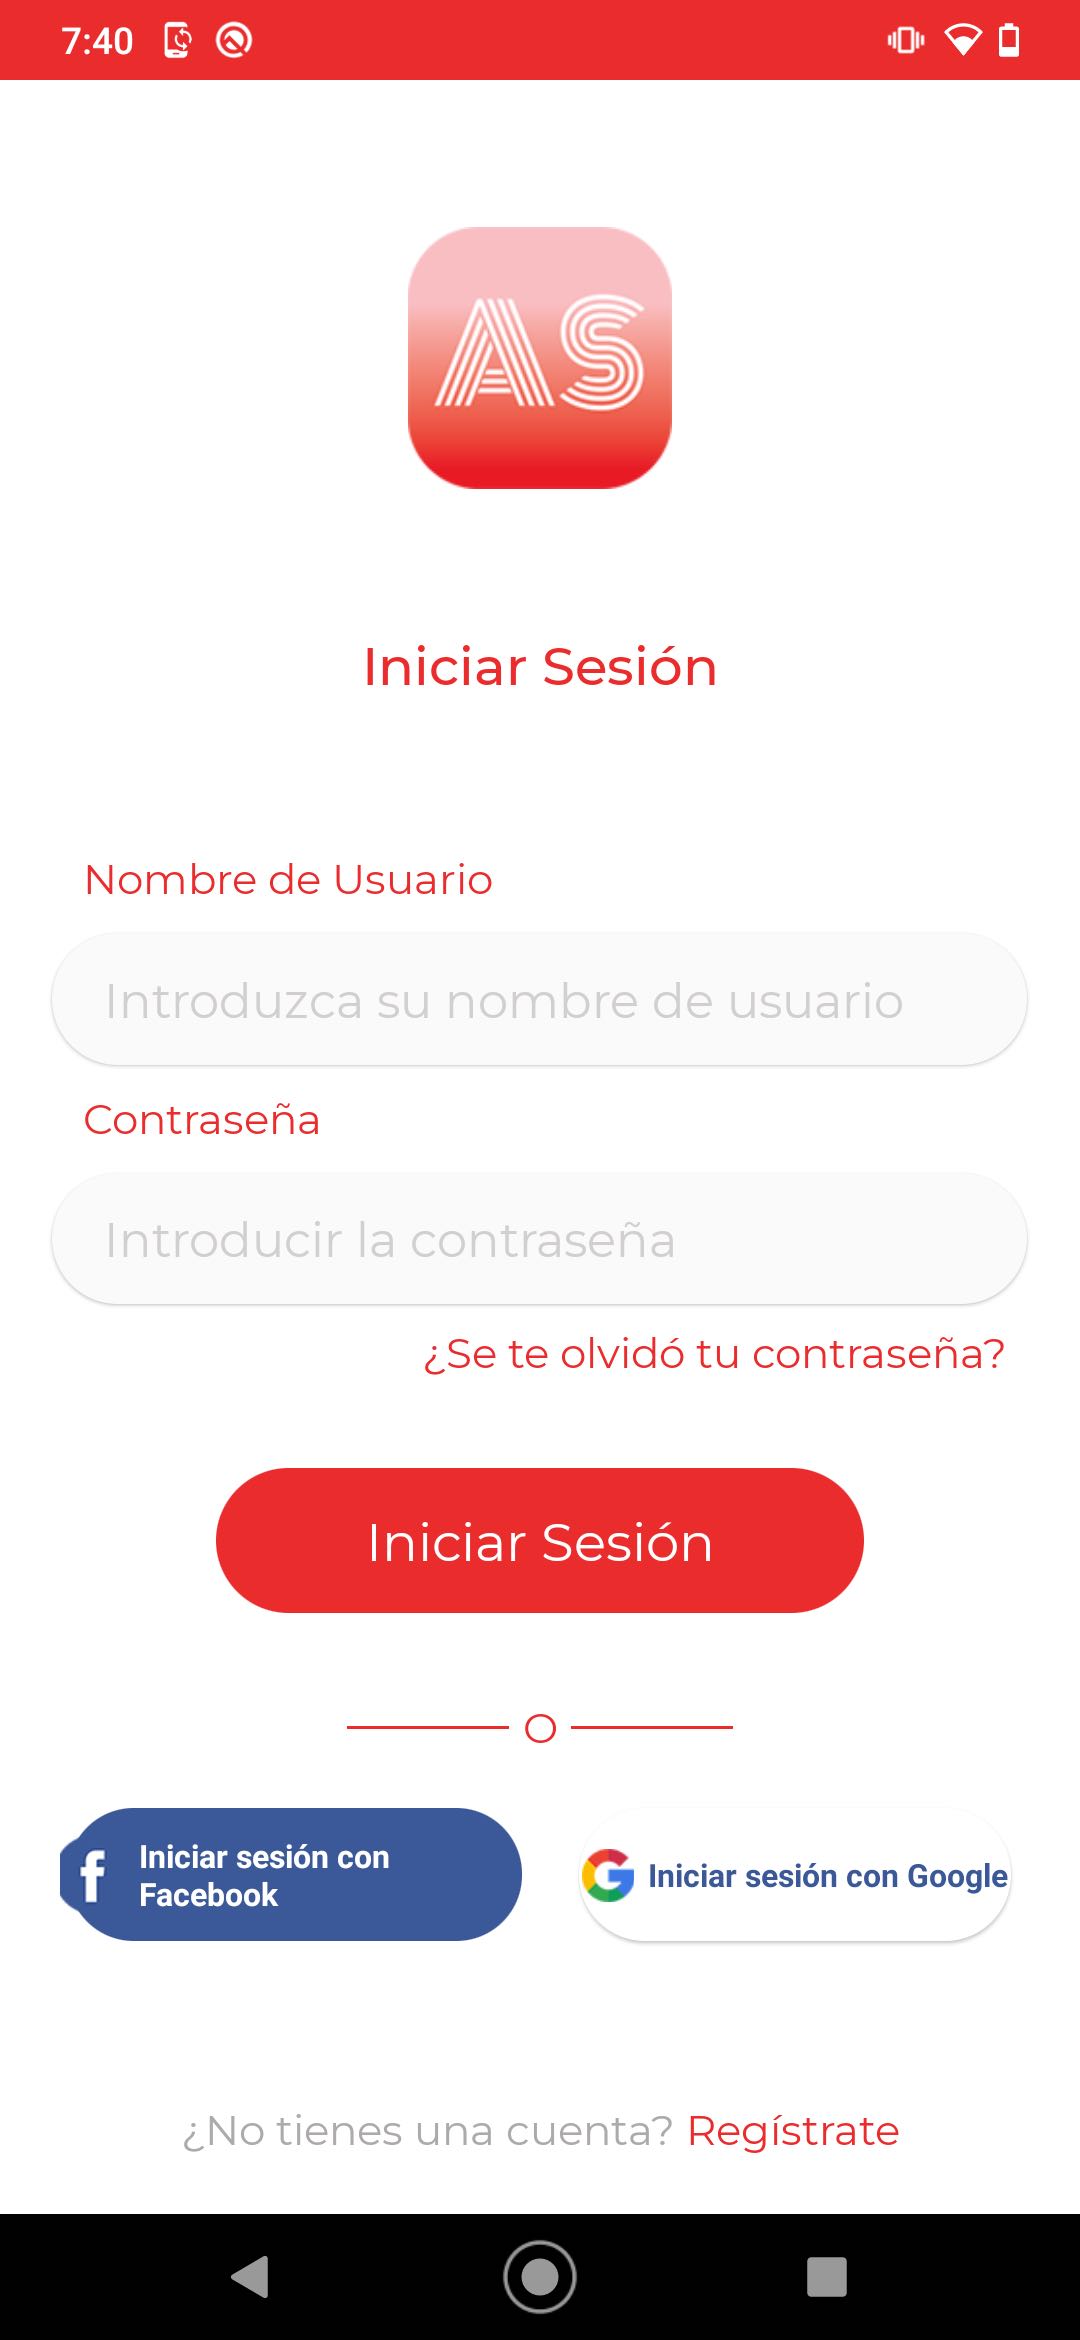 7:40
AS
Iniciar Sesión
Nombre de Usuario
Introduzca su nombre de usuario
Contraseña
Introducir la contraseña
¿Se te olvidó tu contraseña?
Iniciar Sesión
O
Iniciar sesión con
Facebook
Iniciar sesión con Google
¿No tienes una cuenta? Regístrate